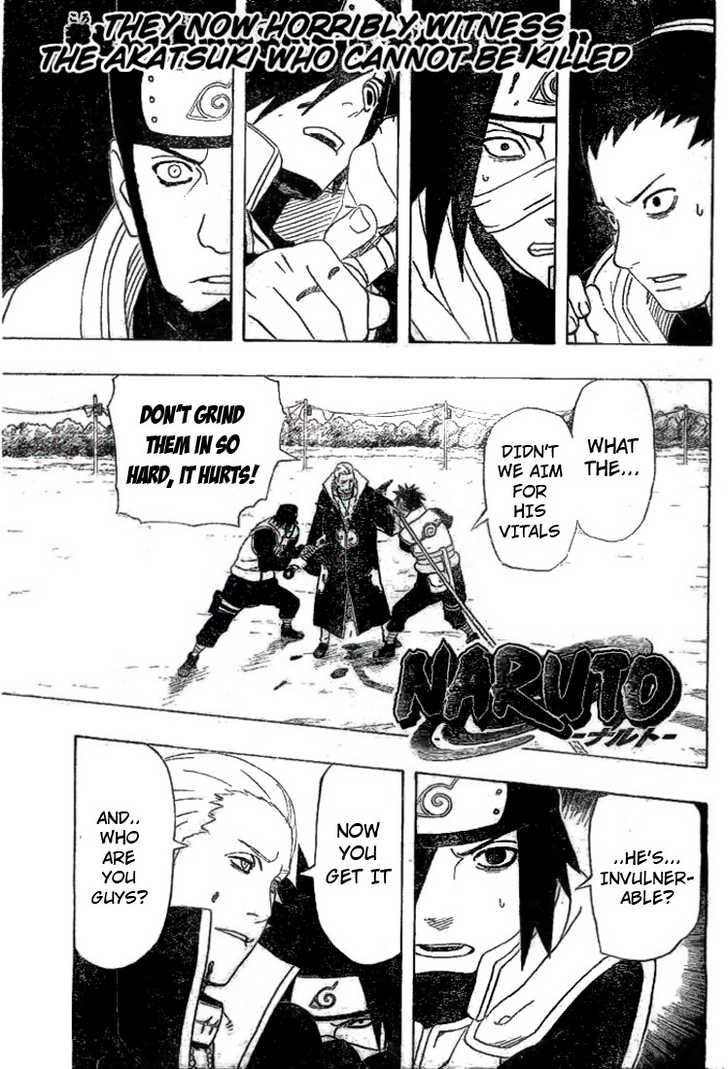 THEY NOW HORRIBLY WITNESS
THE AKATSUKI WHO CANNOT BE KILLED
WHAT
THE...
DIDN'T
WE AIM
FOR
HIS
VITALS
DON'T GRIND
THEM IN SO
HARD, IT HURTS!
NARUTO
-ナルト-
..HE'S...
INVULNER-
ABLE?
NOW
YOU
GET IT
AND..
WHO
ARE
YOU
GUYS?